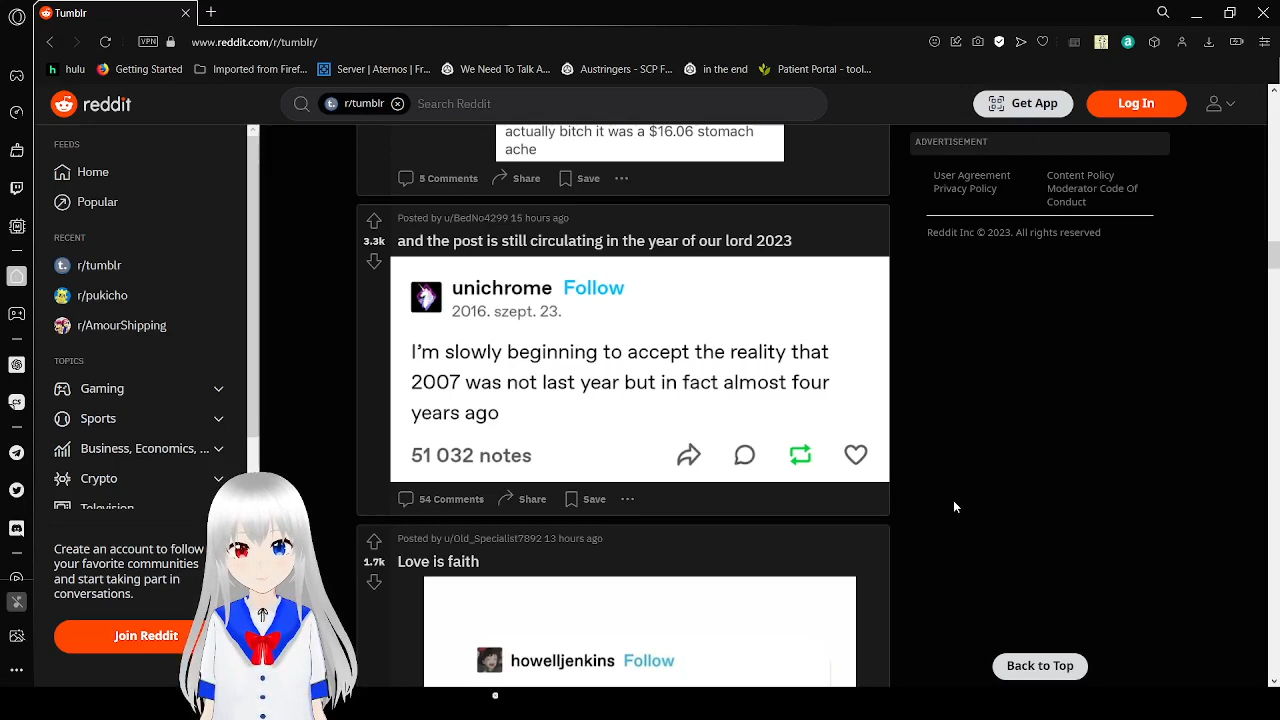 Tumblr
www.reddit.com/r/tumblr/
VPN
hulu
Getting Started
Imported from Firef...
Server | Aternos | Fr...
We Need To Talk A...
Austringers - SCP F...
in the end
Patient Portal - tool...
reddit
r/tumblr
Search Reddit
Get App
Log In
FEEDS
Home
Popular
RECENT
r/tumblr
r/pukicho
r/AmourShipping
TOPICS
Gaming
Sports
Business, Economics, ...
Crypto
Television
Create an account to follow
your favorite communities
and start taking part in
conversations.
Join Reddit
actually bitch it was a $16.06 stomach
ache
5 Comments Share Save
Posted by u/BedNo4299 15 hours ago
3.3k
and the post is still circulating in the year of our lord 2023
unichrome Follow
2016. szept. 23.
I'm slowly beginning to accept the reality that
2007 was not last year but in fact almost four
years ago
51 032 notes
54 Comments Share Save
Posted by u/Old_Specialist7892 13 hours ago
1.7k
Love is faith
howelljenkins Follow
ADVERTISEMENT
User Agreement
Privacy Policy
Content Policy
Moderator Code Of
Conduct
Reddit Inc © 2023. All rights reserved
Back to Top